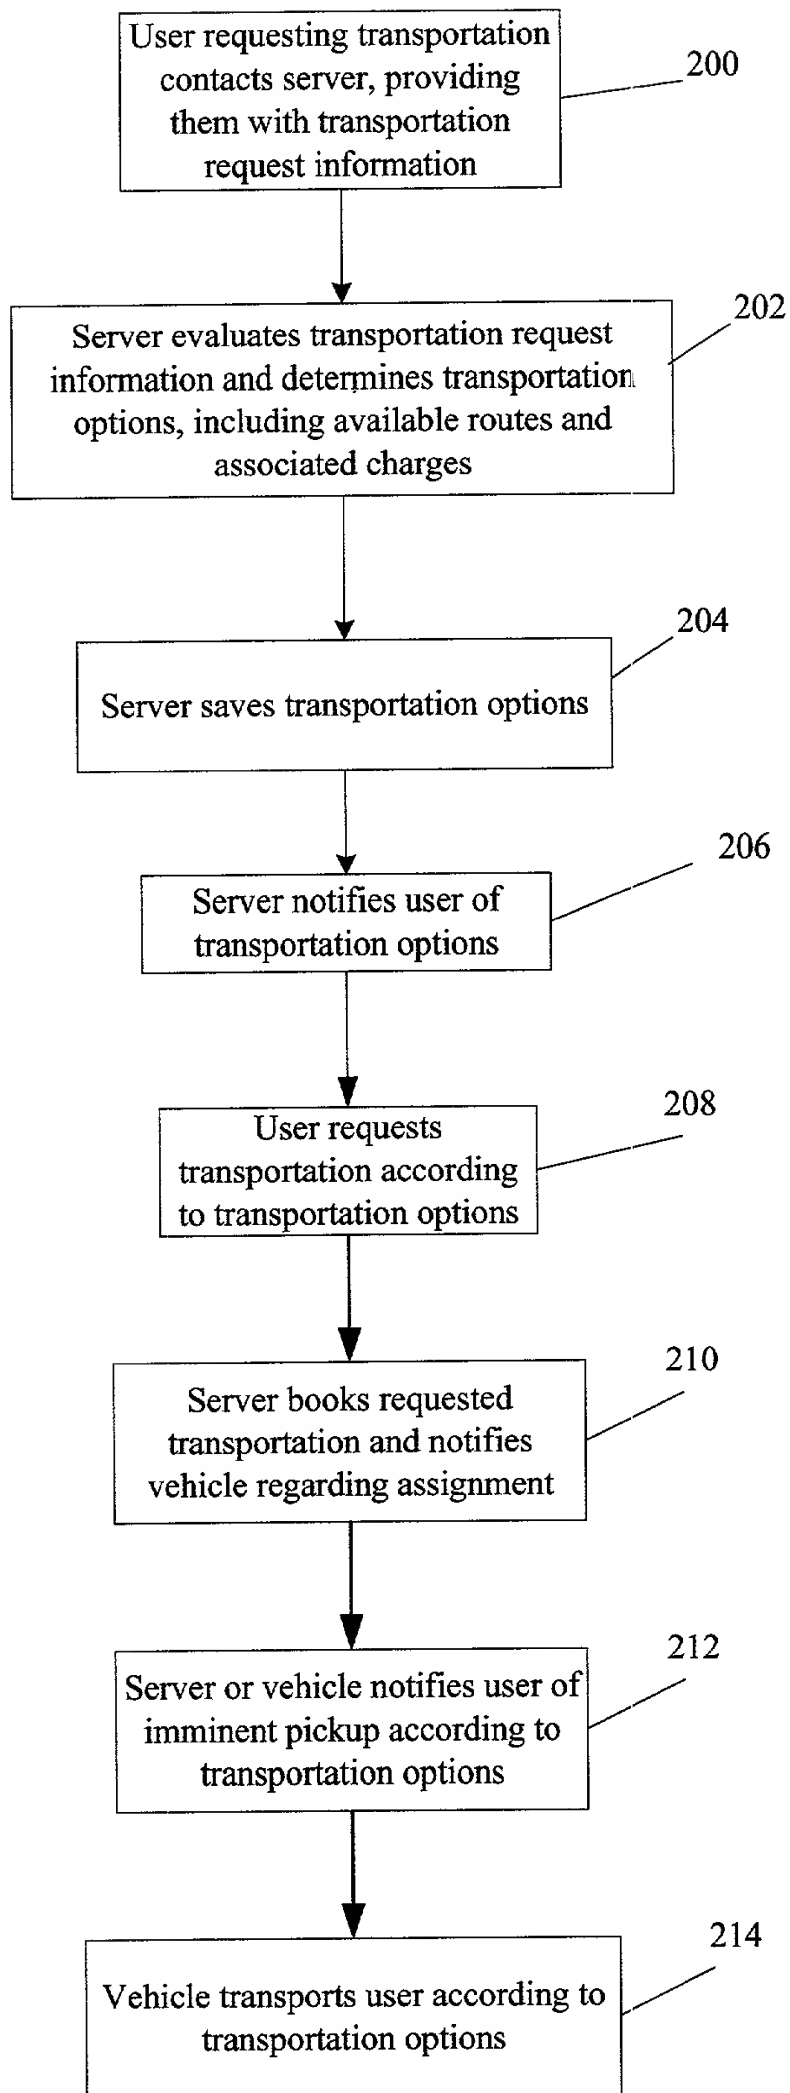 User requesting transportation
contacts server, providing
them with transportation
request information
200
Server evaluates transportation request
information and determines transportation
options, including available routes and
associated charges
202
Server saves transportation options
204
Server notifies user of
transportation options
206
User requests
transportation according
to transportation options
208
Server books requested
transportation and notifies
vehicle regarding assignment
210
Server or vehicle notifies user of
imminent pickup according to
transportation options
212
Vehicle transports user according to
transportation options
214